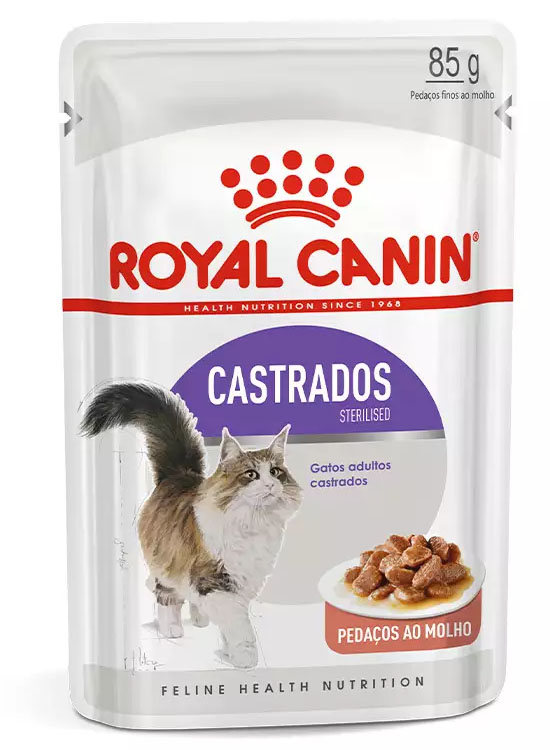 85 g
Pedaços finos ao molho
ROYAL CANIN®
HEALTH NUTRITION SINCE 1968
CASTRADOS
STERILISED
Gatos adultos
castrados
PEDAÇOS AO MOLHO
FELINE HEALTH NUTRITION